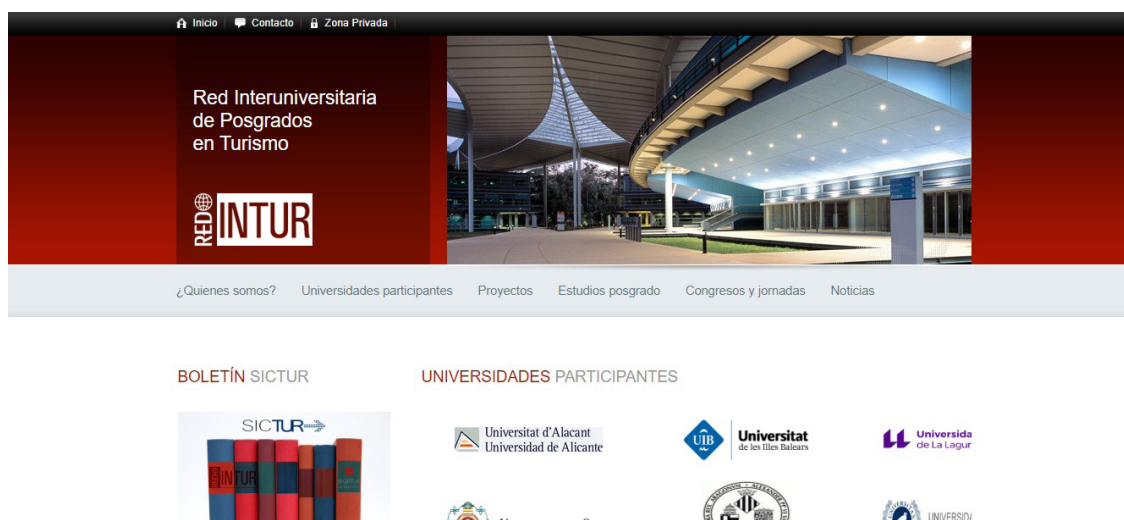 Inicio Contacto Zona Privada
Red Interuniversitaria
de Posgrados
en Turismo
RED INTUR
¿Quienes somos? Universidades participantes Proyectos Estudios posgrado Congresos y jornadas Noticias
BOLETÍN SICTUR UNIVERSIDADES PARTICIPANTES
SICTUR
INTUR
Universitat d'Alacant
Universidad de Alicante
UIB
Universitat
de les Illes Balears
Universida
de La Lagur